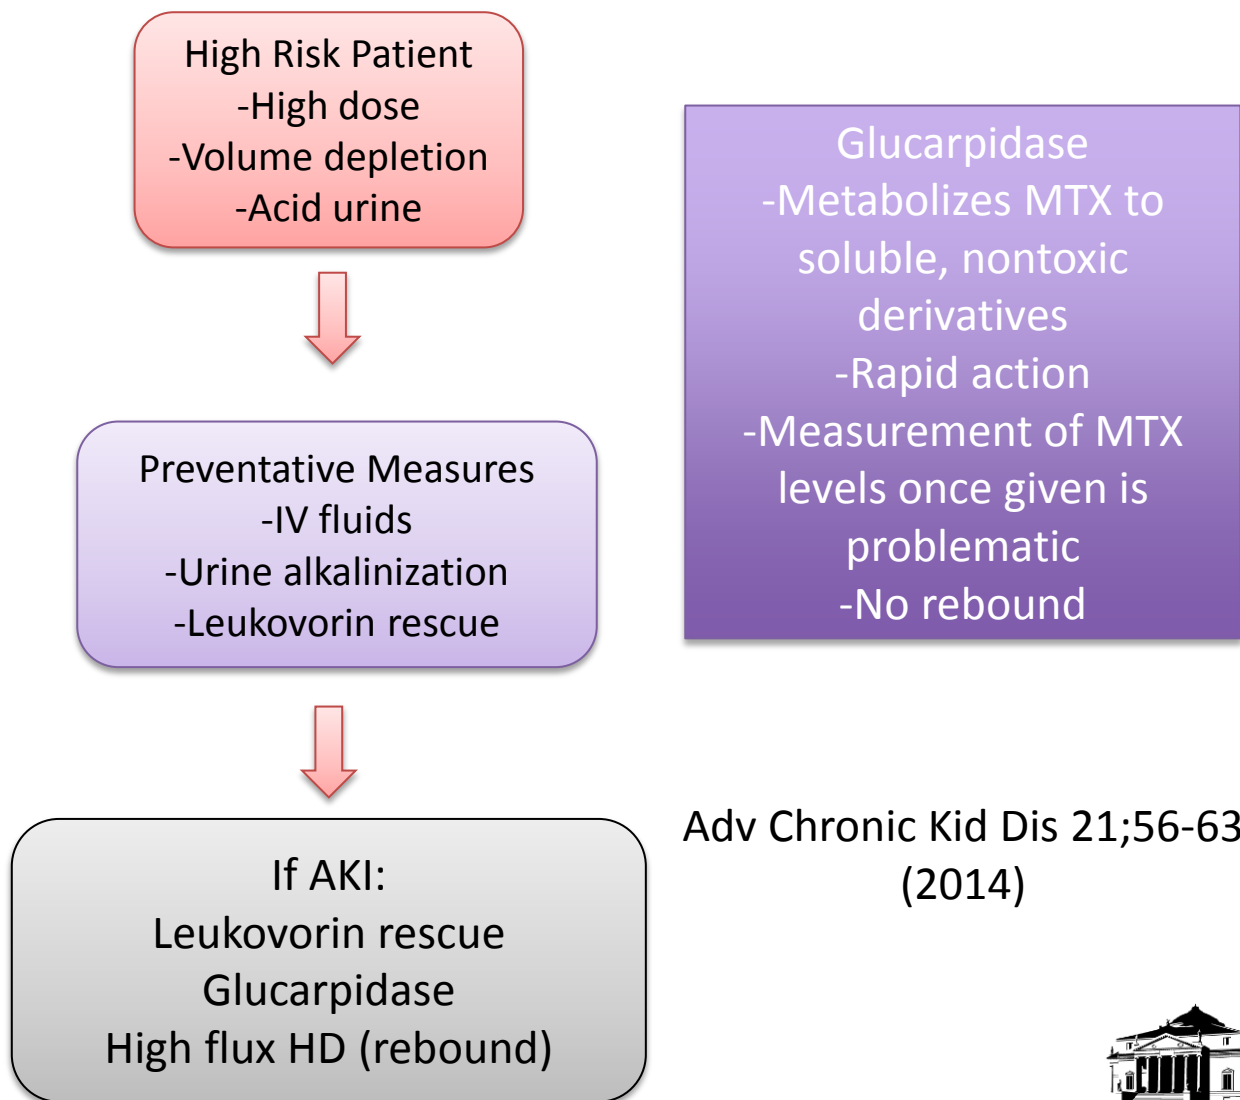 High Risk Patient
-High dose
-Volume depletion
-Acid urine
Preventative Measures
-IV fluids
-Urine alkalinization
-Leukovorin rescue
If AKI:
Leukovorin rescue
Glucarpidase
High flux HD (rebound)
Glucarpidase
-Metabolizes MTX to
soluble, nontoxic
derivatives
-Rapid action
-Measurement of MTX
levels once given is
problematic
-No rebound
Adv Chronic Kid Dis 21;56-63
(2014)